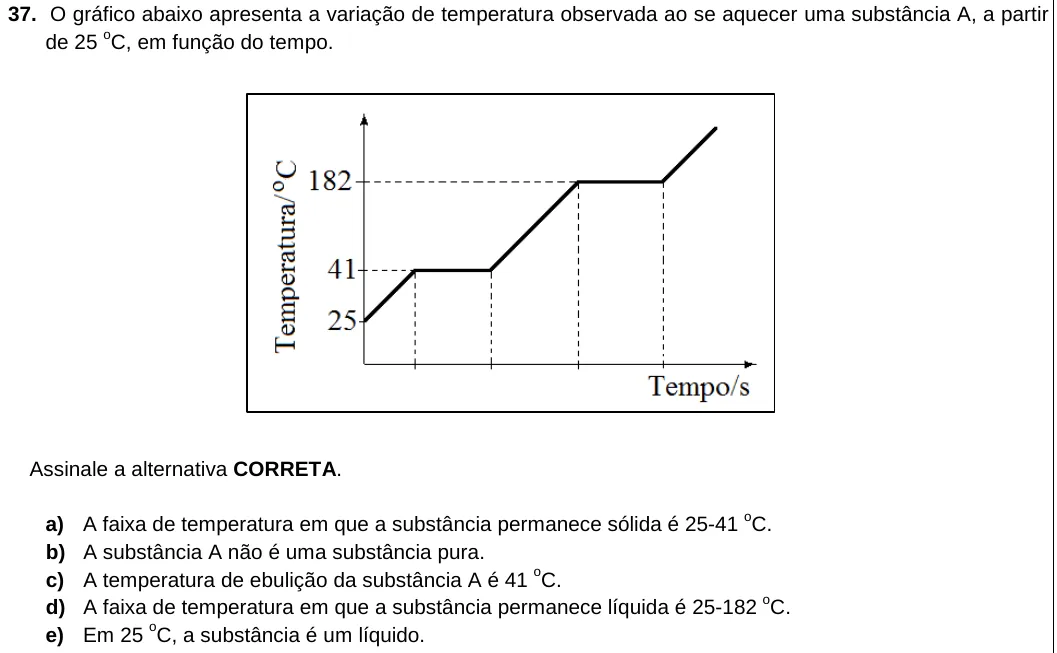 37. O gráfico abaixo apresenta a variação de temperatura observada ao se aquecer uma substância A, a partir
de 25 °C, em função do tempo.
Temperatura/°C
182
41
25
Tempo/s
Assinale a alternativa CORRETA.
a) A faixa de temperatura em que a substância permanece sólida é 25-41 °C.
b) A substância A não é uma substância pura.
c) A temperatura de ebulição da substância A é 41 °C.
d) A faixa de temperatura em que a substância permanece líquida é 25-182 °C.
e) Em 25 °C, a substância é um líquido.